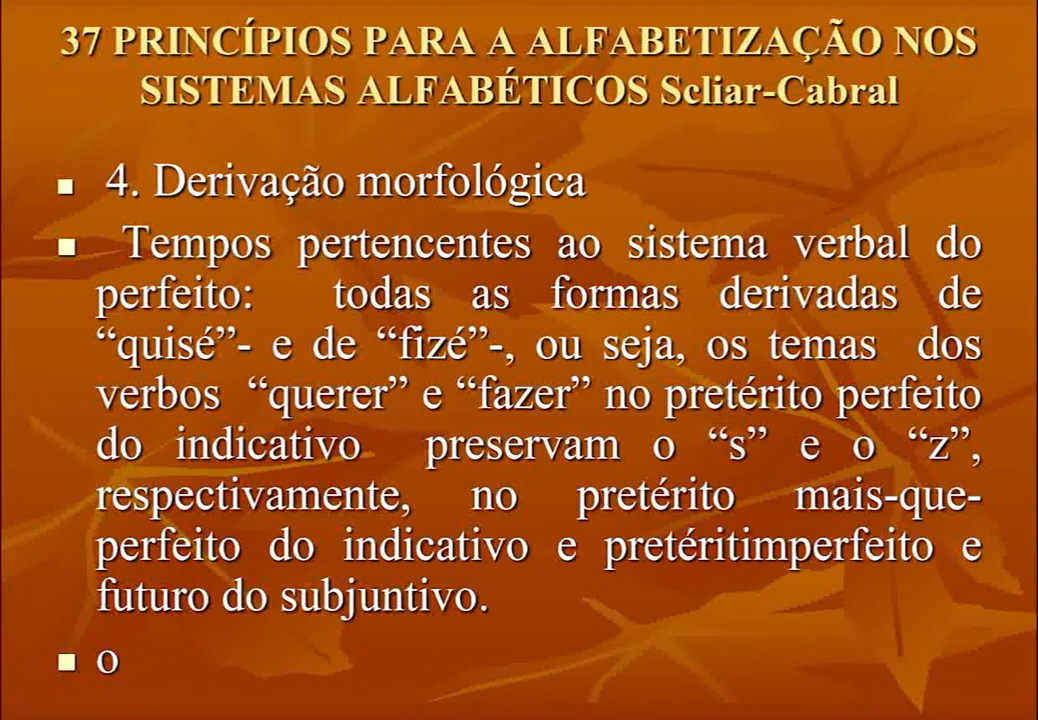 37 PRINCÍPIOS PARA A ALFABETIZAÇÃO NOS
SISTEMAS ALFABÉTICOS Scliar-Cabral
4. Derivação morfológica
Tempos pertencentes ao sistema verbal do
perfeito: todas as formas derivadas de
“quisé”- e de “fizé”-, ou seja, os temas dos
verbos “querer” e “fazer” no pretérito perfeito
do indicativo preservam o “s” e o “z”,
respectivamente, no pretérito mais-que-
perfeito do indicativo e pretéritimperfeito e
futuro do subjuntivo.
o